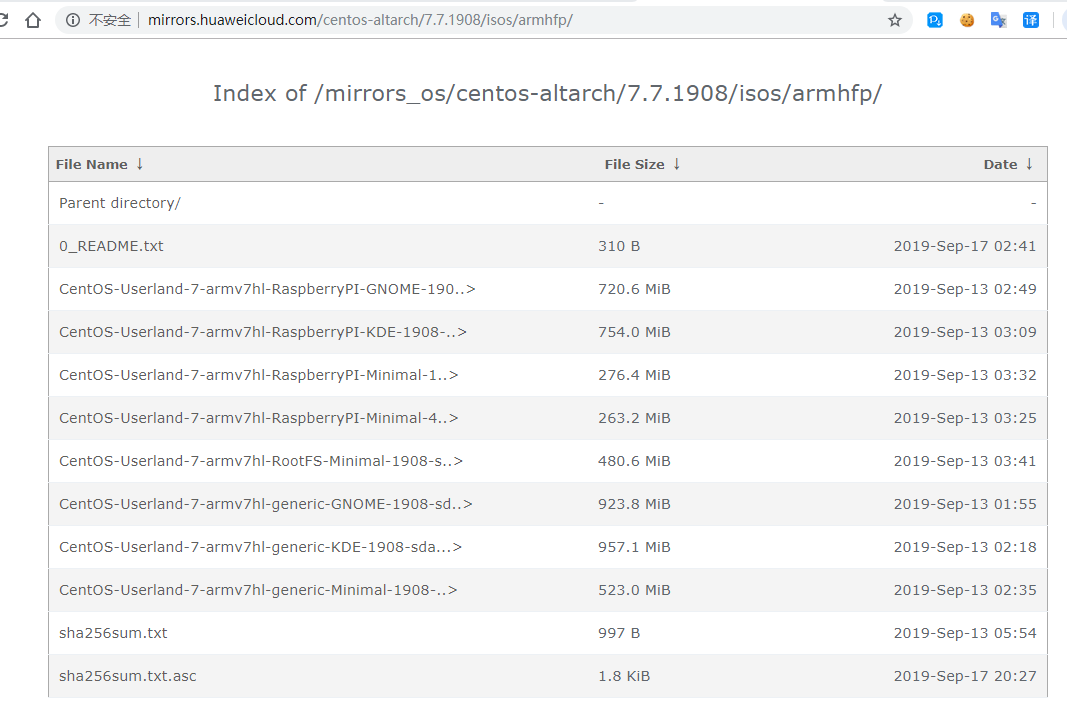 不安全 mirrors.huaweicloud.com/centos-altarch/7.7.1908/isos/armhfp/
Index of /mirrors_os/centos-altarch/7.7.1908/isos/armhfp/
File Name ↓ File Size ↓ Date ↓
Parent directory/ - -
0_README.txt 310 B 2019-Sep-17 02:41
CentOS-Userland-7-armv7hl-RaspberryPI-GNOME-190..> 720.6 MiB 2019-Sep-13 02:49
CentOS-Userland-7-armv7hl-RaspberryPI-KDE-1908-..> 754.0 MiB 2019-Sep-13 03:09
CentOS-Userland-7-armv7hl-RaspberryPI-Minimal-1..> 276.4 MiB 2019-Sep-13 03:32
CentOS-Userland-7-armv7hl-RaspberryPI-Minimal-4..> 263.2 MiB 2019-Sep-13 03:25
CentOS-Userland-7-armv7hl-RootFS-Minimal-1908-s..> 480.6 MiB 2019-Sep-13 03:41
CentOS-Userland-7-armv7hl-generic-GNOME-1908-sd..> 923.8 MiB 2019-Sep-13 01:55
CentOS-Userland-7-armv7hl-generic-KDE-1908-sda...> 957.1 MiB 2019-Sep-13 02:18
CentOS-Userland-7-armv7hl-generic-Minimal-1908-..> 523.0 MiB 2019-Sep-13 02:35
sha256sum.txt 997 B 2019-Sep-13 05:54
sha256sum.txt.asc 1.8 KiB 2019-Sep-17 20:27